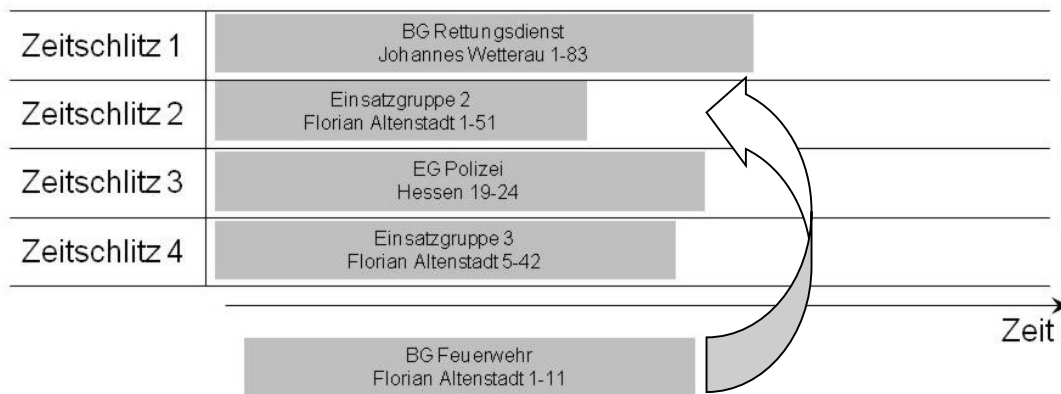 Zeitschlitz 1
BG Rettungsdienst
Johannes Wetterau 1-83
Zeitschlitz 2
Einsatzgruppe 2
Florian Altenstadt 1-51
Zeitschlitz 3
EG Polizei
Hessen 19-24
Zeitschlitz 4
Einsatzgruppe 3
Florian Altenstadt 5-42
Zeit
BG Feuerwehr
Florian Altenstadt 1-11